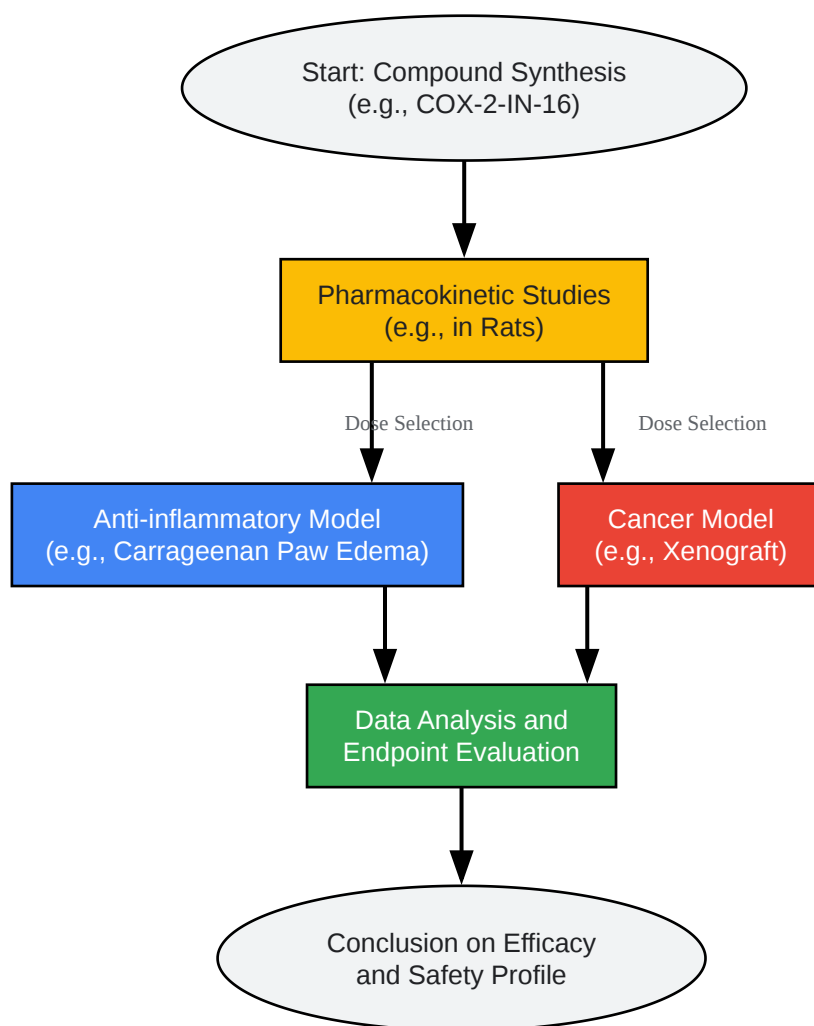 Start: Compound Synthesis
(e.g., COX-2-IN-16)
Pharmacokinetic Studies
(e.g., in Rats)
Dose Selection
Dose Selection
Anti-inflammatory Model
(e.g., Carrageenan Paw Edema)
Cancer Model
(e.g., Xenograft)
Data Analysis and
Endpoint Evaluation
Conclusion on Efficacy
and Safety Profile